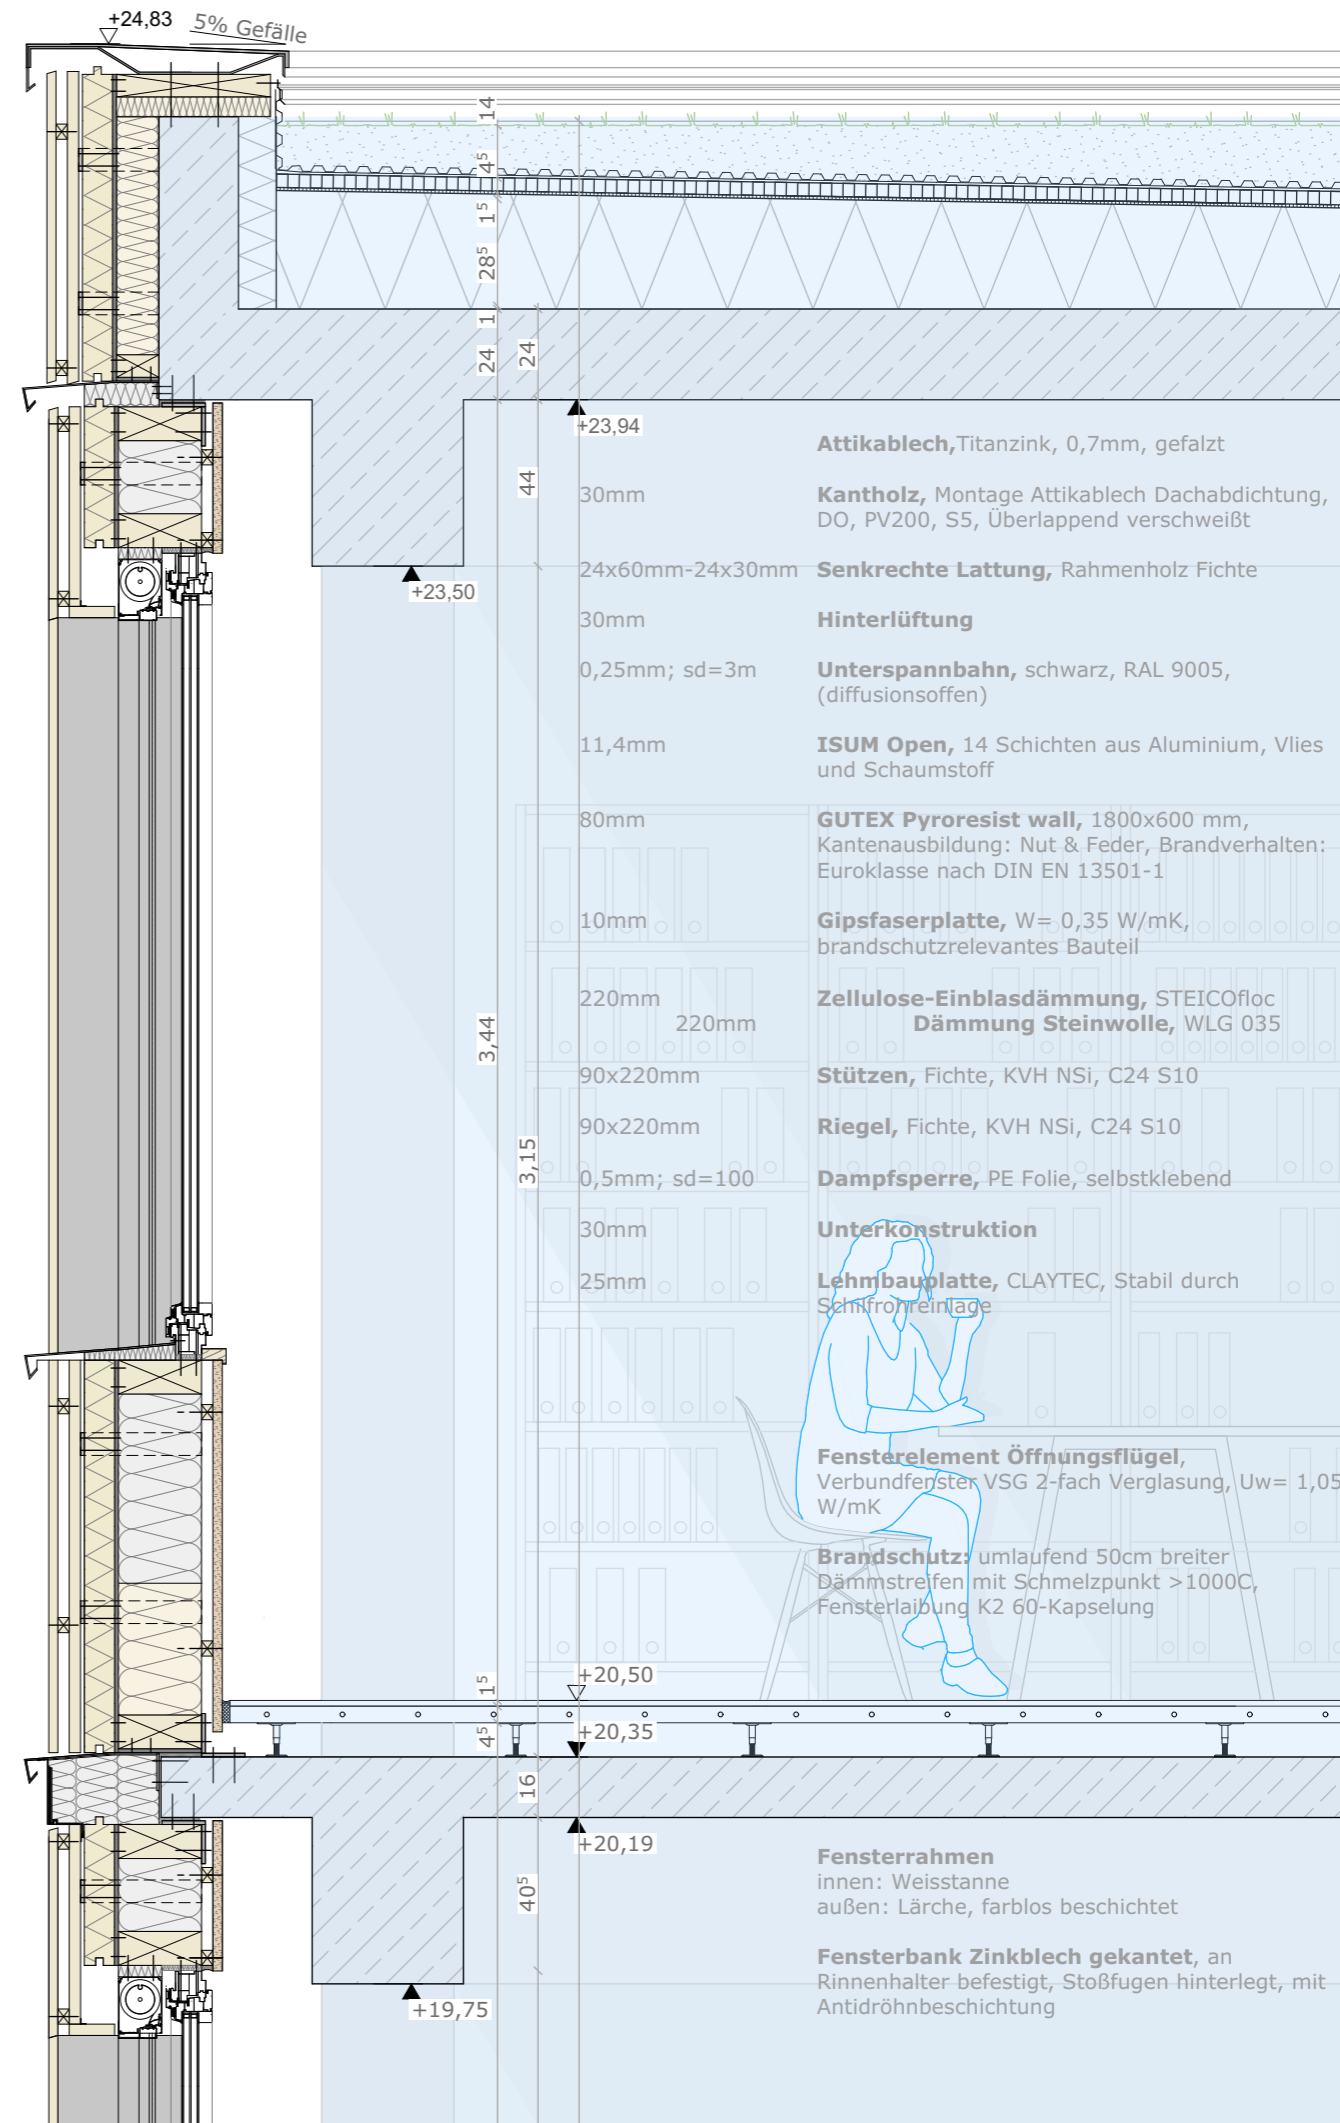 +24,83
5% Gefälle
14
4⁵
1⁵
28⁵
1
24
24
+23,94
Attikablech,Titanzink, 0,7mm, gefalzt
44
30mm Kantholz, Montage Attikablech Dachabdichtung,
DO, PV200, S5, Überlappend verschweißt
24x60mm-24x30mm Senkrechte Lattung, Rahmenholz Fichte
+23,50
30mm Hinterlüftung
0,25mm; sd=3m Unterspannbahn, schwarz, RAL 9005,
(diffusionsoffen)
11,4mm ISUM Open, 14 Schichten aus Aluminium, Vlies
und Schaumstoff
80mm GUTEX Pyroresist wall, 1800x600 mm,
Kantenausbildung: Nut & Feder, Brandverhalten:
Euroklasse nach DIN EN 13501-1
10mm Gipsfaserplatte, W= 0,35 W/mK,
brandschutzrelevantes Bauteil
220mm Zellulose-Einblasdämmung, STEICOfloc
220mm Dämmung Steinwolle, WLG 035
3,44
90x220mm Stützen, Fichte, KVH NSi, C24 S10
90x220mm Riegel, Fichte, KVH NSi, C24 S10
3,15
0,5mm; sd=100 Dampfsperre, PE Folie, selbstklebend
30mm Unterkonstruktion
25mm Lehmbauplatte, CLAYTEC, Stabil durch
Schilfrohreinlage
Fensterelement Öffnungsflügel,
Verbundfenster VSG 2-fach Verglasung, Uw= 1,05
W/mK
Brandschutz: umlaufend 50cm breiter
Dämmstreifen mit Schmelzpunkt >1000C,
Fensterlaibung K2 60-Kapselung
1⁵
+20,50
4⁵
+20,35
16
+20,19
40⁵
Fensterrahmen
innen: Weisstanne
außen: Lärche, farblos beschichtet
Fensterbank Zinkblech gekantet, an
Rinnenhalter befestigt, Stoßfugen hinterlegt, mit
Antidröhnbeschichtung
+19,75